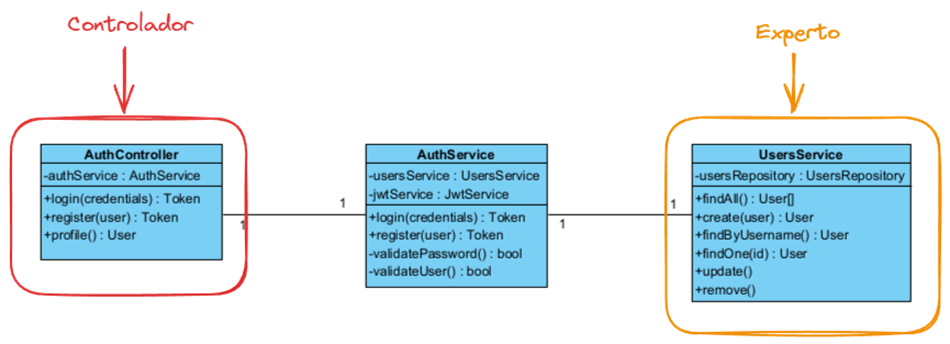 Controlador
Experto
AuthController
-authService : AuthService
+login(credentials) : Token
+register(user) : Token
+profile() : User
1
1
AuthService
-usersService : UsersService
-jwtService : JwtService
+login(credentials) : Token
+register(user) : Token
-validatePassword() : bool
-validateUser() : bool
1
1
UsersService
-usersRepository : UsersRepository
+findAll() : User[]
+create(user) : User
+findByUsername() : User
+findOne(id) : User
+update()
+remove()